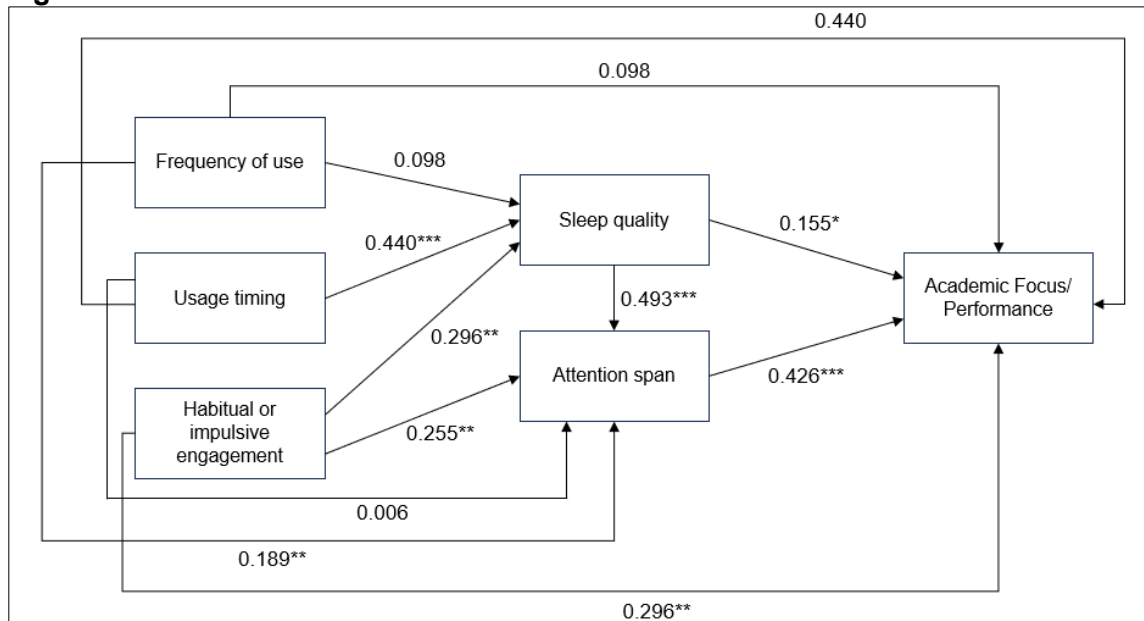 0.440
0.098
Frequency of use
0.098
Sleep quality
0.155*
0.440***
Usage timing
Academic Focus/
Performance
0.493***
0.296**
Attention span
0.426***
Habitual or
impulsive
engagement
0.255**
0.006
0.189**
0.296**